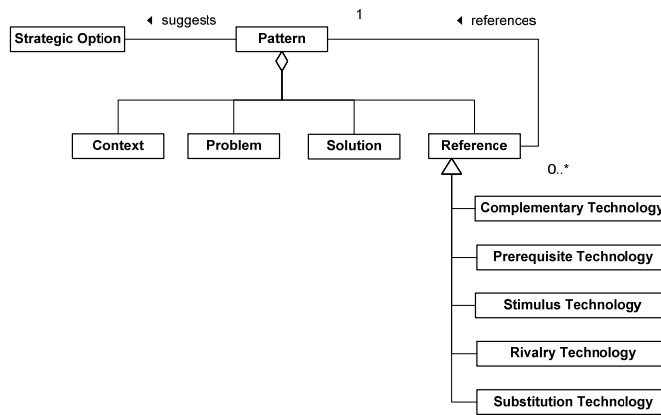 ◄ suggests
1
◄ references
Strategic Option
Pattern
Context
Problem
Solution
Reference
0..*
Complementary Technology
Prerequisite Technology
Stimulus Technology
Rivalry Technology
Substitution Technology